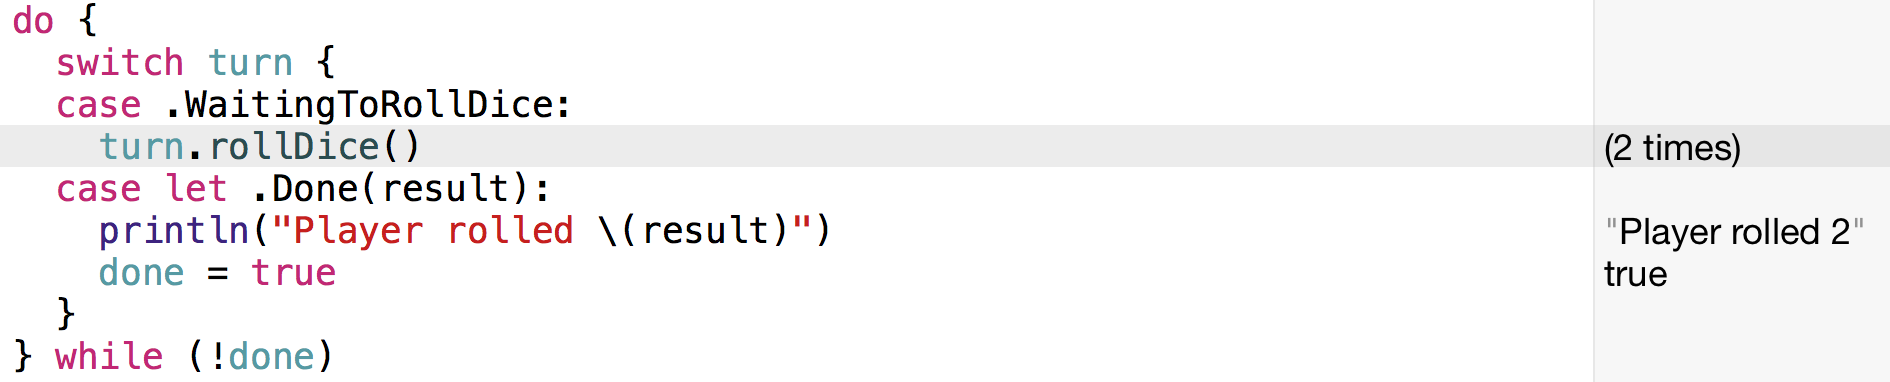 do {
  switch turn {
  case .WaitingToRollDice:
    turn.rollDice() (2 times)
  case let .Done(result):
    println("Player rolled \(result)") "Player rolled 2"
    done = true true
  }
} while (!done)